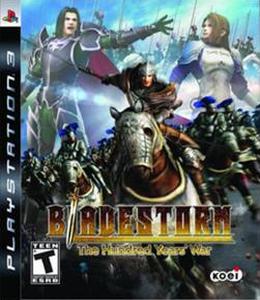 PLAYSTATION 3
BLADESTORM
The Hundred Years' War
TEEN
T
ESRB
KOEI